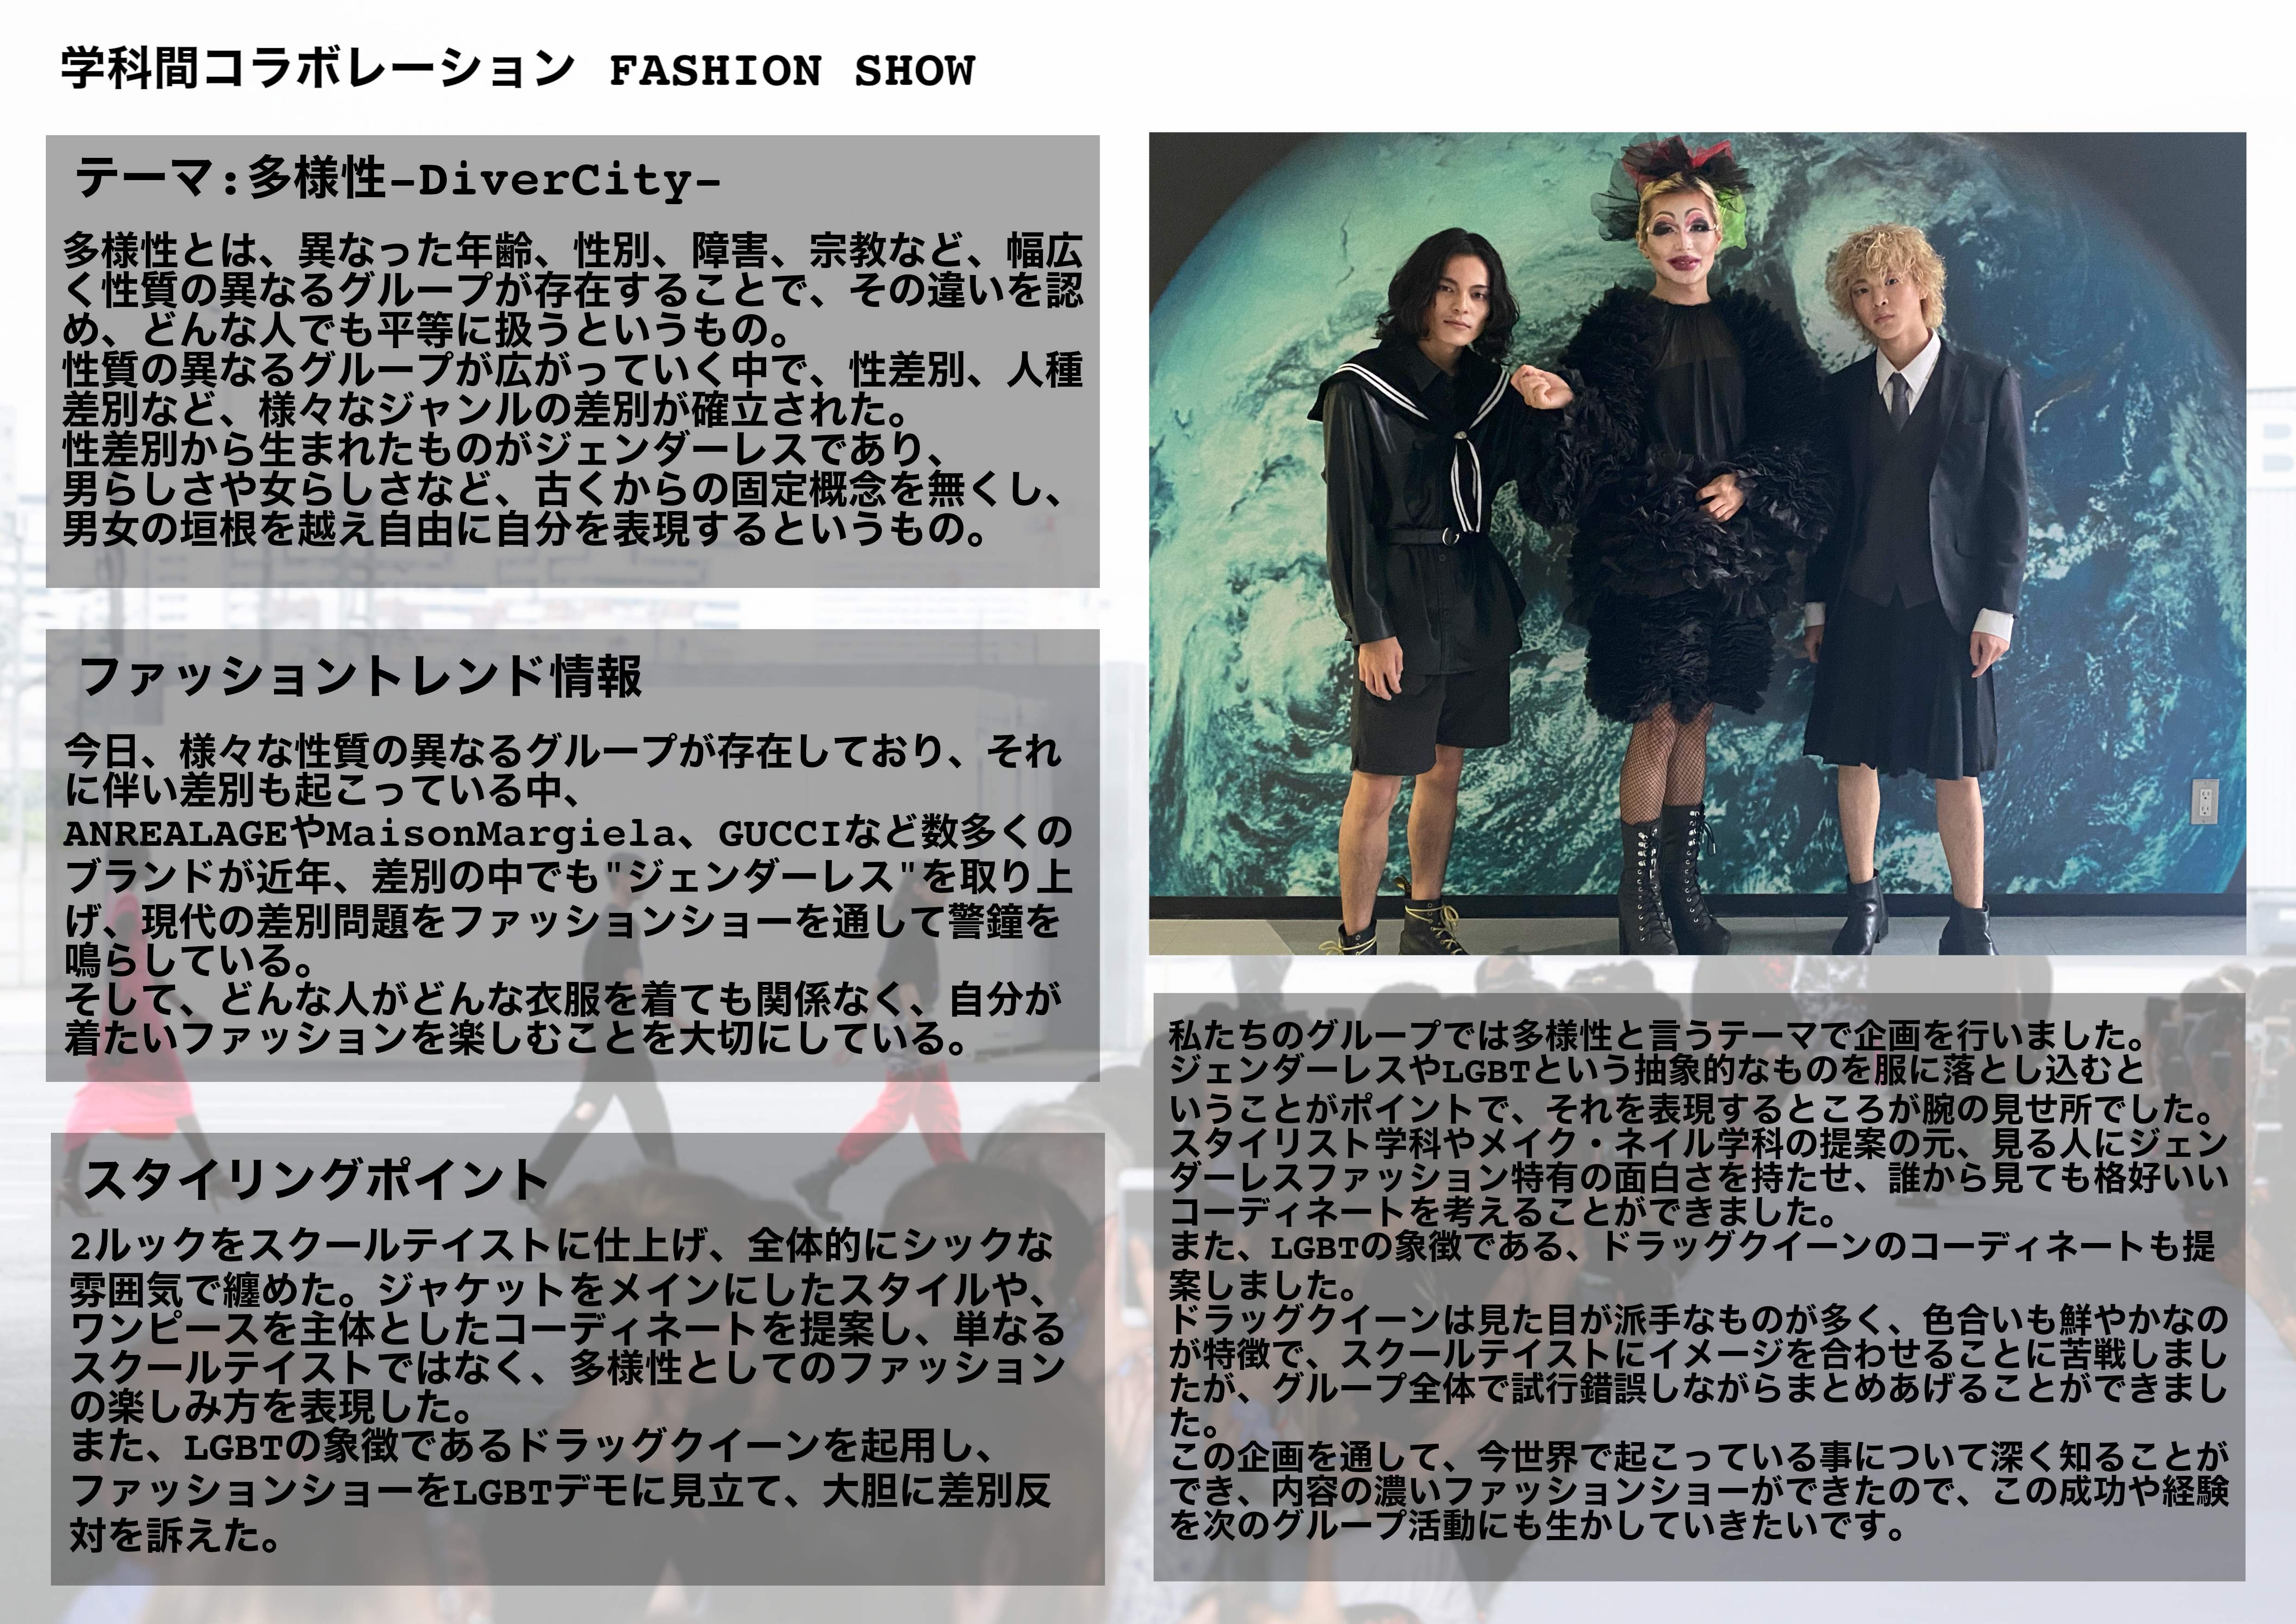 学科間コラボレーション FASHION SHOW
テーマ:多様性-DiverCity-
多様性とは、異なった年齢、性別、障害、宗教など、幅広
く性質の異なるグループが存在することで、その違いを認
め、どんな人でも平等に扱うというもの。
性質の異なるグループが広がっていく中で、性差別、人種
差別など、様々なジャンルの差別が確立された。
性差別から生まれたものがジェンダーレスであり、
男らしさや女らしさなど、古くからの固定概念を無くし、
男女の垣根を越え自由に自分を表現するというもの。
ファッショントレンド情報
今日、様々な性質の異なるグループが存在しており、それ
に伴い差別も起こっている中、
ANREALAGEやMaisonMargiela、GUCCIなど数多くの
ブランドが近年、差別の中でも"ジェンダーレス"を取り上
げ、現代の差別問題をファッションショーを通して警鐘を
鳴らしている。
そして、どんな人がどんな衣服を着ても関係なく、自分が
着たいファッションを楽しむことを大切にしている。
スタイリングポイント
2ルックをスクールテイストに仕上げ、全体的にシックな
雰囲気で纏めた。ジャケットをメインにしたスタイルや、
ワンピースを主体としたコーディネートを提案し、単なる
スクールテイストではなく、多様性としてのファッション
の楽しみ方を表現した。
また、LGBTの象徴であるドラッグクイーンを起用し、
ファッションショーをLGBTデモに見立て、大胆に差別反
対を訴えた。
私たちのグループでは多様性と言うテーマで企画を行いました。
ジェンダーレスやLGBTという抽象的なものを服に落とし込むと
いうことがポイントで、それを表現するところが腕の見せ所でした。
スタイリスト学科やメイク・ネイル学科の提案の元、見る人にジェン
ダーレスファッション特有の面白さを持たせ、誰から見ても格好いい
コーディネートを考えることができました。
また、LGBTの象徴である、ドラッグクイーンのコーディネートも提
案しました。
ドラッグクイーンは見た目が派手なものが多く、色合いも鮮やかなの
が特徴で、スクールテイストにイメージを合わせることに苦戦しまし
たが、グループ全体で試行錯誤しながらまとめあげることができまし
た。
この企画を通して、今世界で起こっている事について深く知ることが
でき、内容の濃いファッションショーができたので、この成功や経験
を次のグループ活動にも生かしていきたいです。